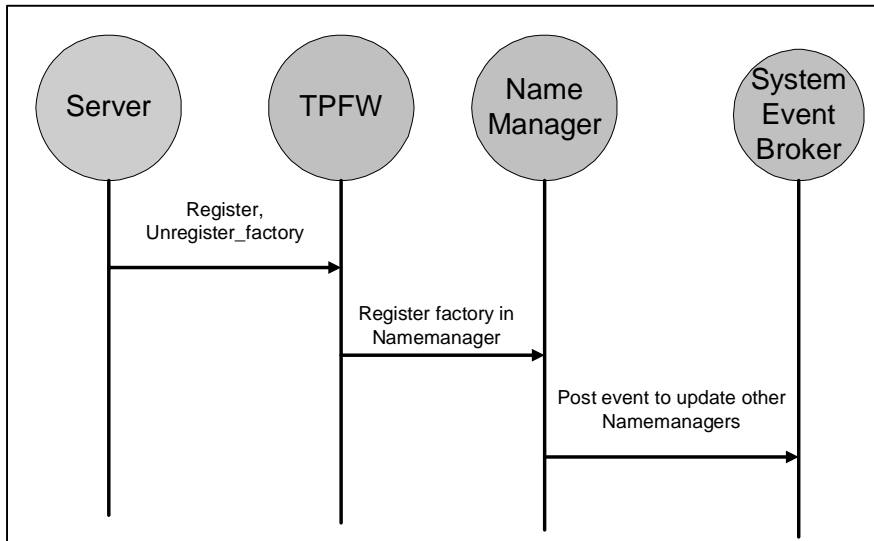 Server
TPFW
Name
Manager
System
Event
Broker
Register,
Unregister_factory
Register factory in
Namemanager
Post event to update other
Namemanagers